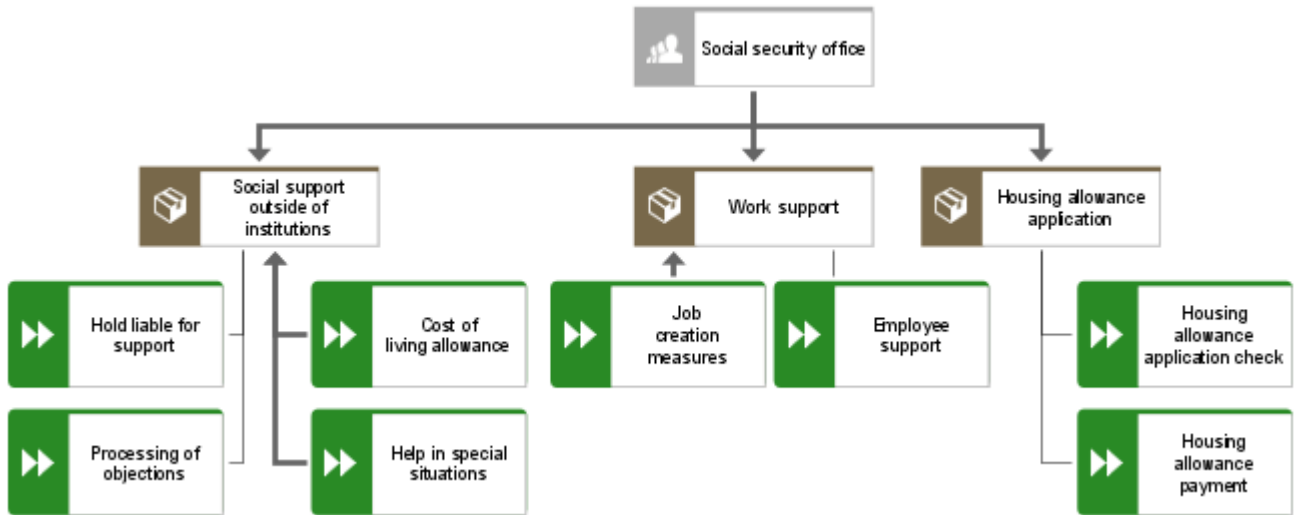 Social security office
Social support
outside of
institutions
Work support
Housing allowance
application
Hold liable for
support
Cost of
living allowance
Job
creation
measures
Employee
support
Housing
allowance
application check
Processing of
objections
Help in special
situations
Housing
allowance
payment